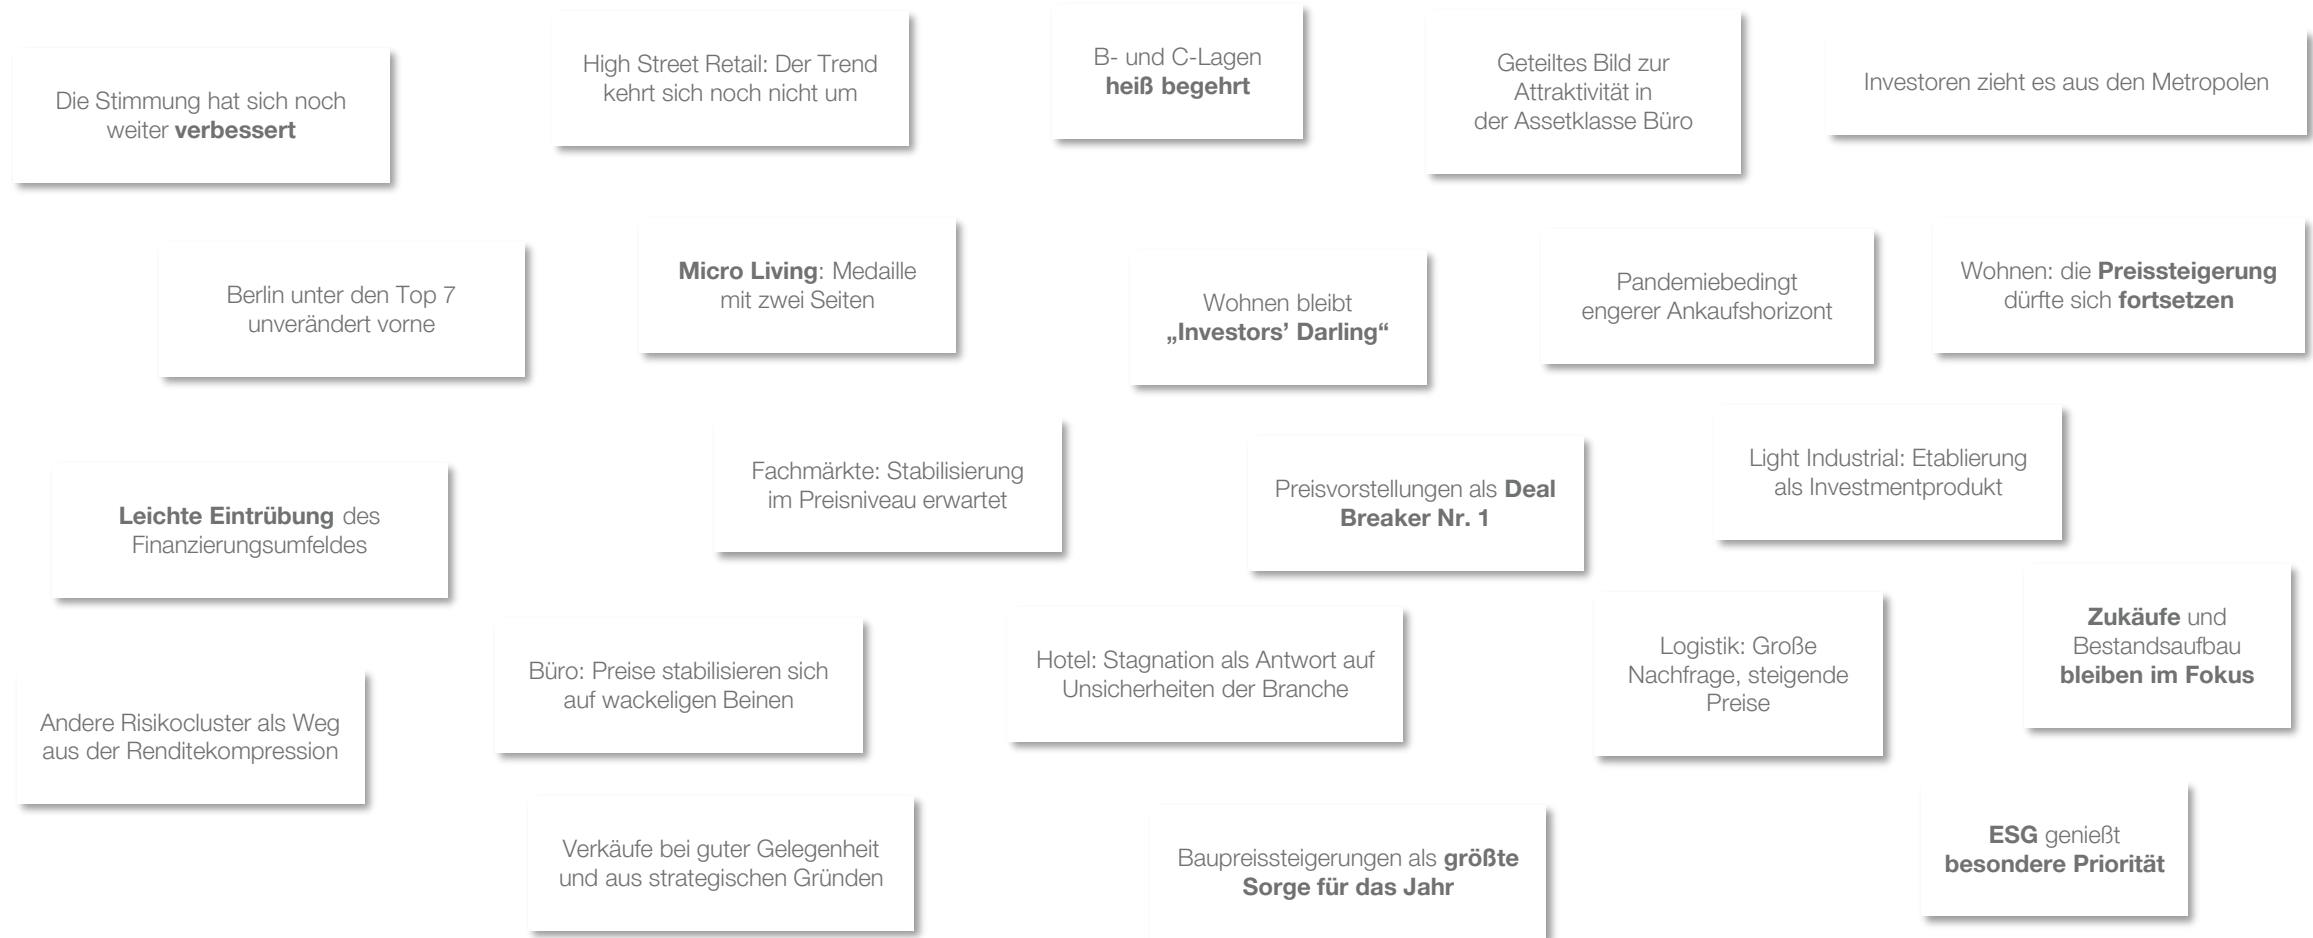 Die Stimmung hat sich noch
weiter verbessert
High Street Retail: Der Trend
kehrt sich noch nicht um
B- und C-Lagen
heiß begehrt
Geteiltes Bild zur
Attraktivität in
der Assetklasse Büro
Investoren zieht es aus den Metropolen
Berlin unter den Top 7
unverändert vorne
Micro Living: Medaille
mit zwei Seiten
Wohnen bleibt
„Investors’ Darling“
Pandemiebedingt
engerer Ankaufshorizont
Wohnen: die Preissteigerung
dürfte sich fortsetzen
Leichte Eintrübung des
Finanzierungsumfeldes
Fachmärkte: Stabilisierung
im Preisniveau erwartet
Preisvorstellungen als Deal
Breaker Nr. 1
Light Industrial: Etablierung
als Investmentprodukt
Andere Risikocluster als Weg
aus der Renditekompression
Büro: Preise stabilisieren sich
auf wackeligen Beinen
Hotel: Stagnation als Antwort auf
Unsicherheiten der Branche
Logistik: Große
Nachfrage, steigende
Preise
Zukäufe und
Bestandsaufbau
bleiben im Fokus
Verkäufe bei guter Gelegenheit
und aus strategischen Gründen
Baupreissteigerungen als größte
Sorge für das Jahr
ESG genießt
besondere Priorität